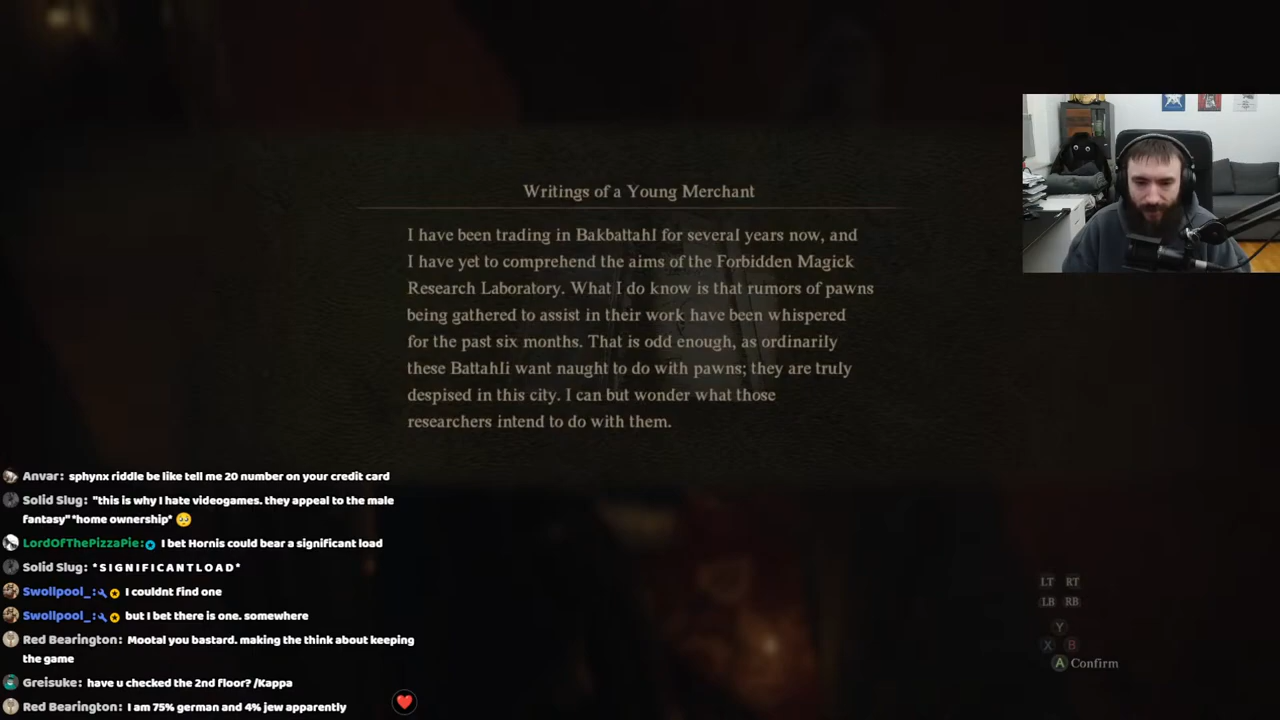 Writings of a Young Merchant
I have been trading in Bakbattahl for several years now, and
I have yet to comprehend the aims of the Forbidden Magick
Research Laboratory. What I do know is that rumors of pawns
being gathered to assist in their work have been whispered
for the past six months. That is odd enough, as ordinarily
these Battahli want naught to do with pawns; they are truly
despised in this city. I can but wonder what those
researchers intend to do with them.
Anvar: sphynx riddle be like tell me 20 number on your credit card
Solid Slug: "this is why I hate videogames. they appeal to the male
fantasy" *home ownership* 🥺
LordOfThePizzaPie: I bet Hornis could bear a significant load
Solid Slug: *S I G N I F I C A N T L O A D*
Swollpool_: I couldnt find one
Swollpool_: but I bet there is one. somewhere
Red Bearington: Mootal you bastard. making the think about keeping
the game
Greisuke: have u checked the 2nd floor? /Kappa
Red Bearington: I am 75% german and 4% jew apparently
LT RT
LB RB
Y
X B
A Confirm